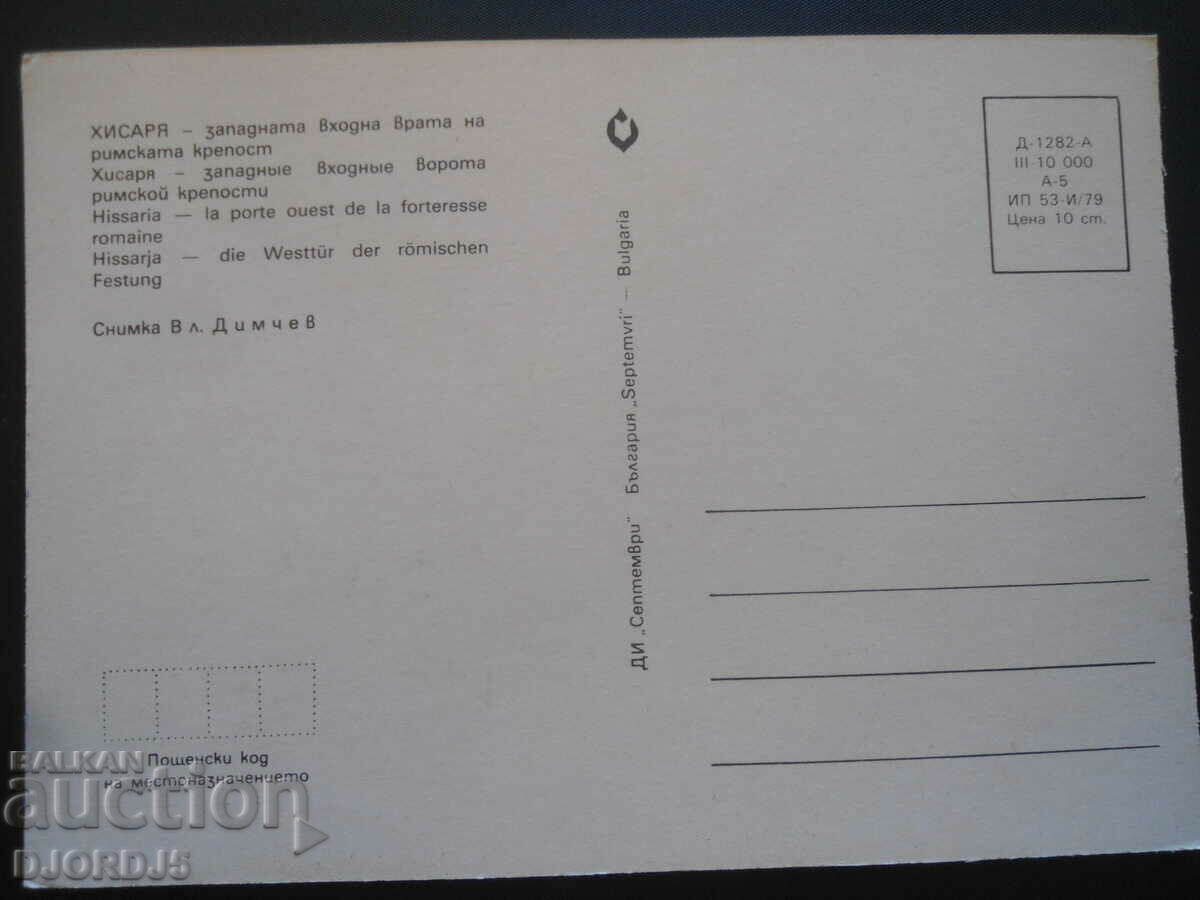 ХИСАРЯ – западната входна врата на
римската крепост
Хисаря – западные входные ворота
римской крепости
Hissaria — la porte ouest de la forteresse
romaine
Hissarja — die Westtür der römischen
Festung
Снимка Вл. Димчев
Пощенски код
на местоназначението
ДИ „Септември" България „Septemvri" — Bulgaria
Д-1282-А
III-10 000
А-5
ИП 53-И/79
Цена 10 ст.
BALKAN
auction
DJORDJ5